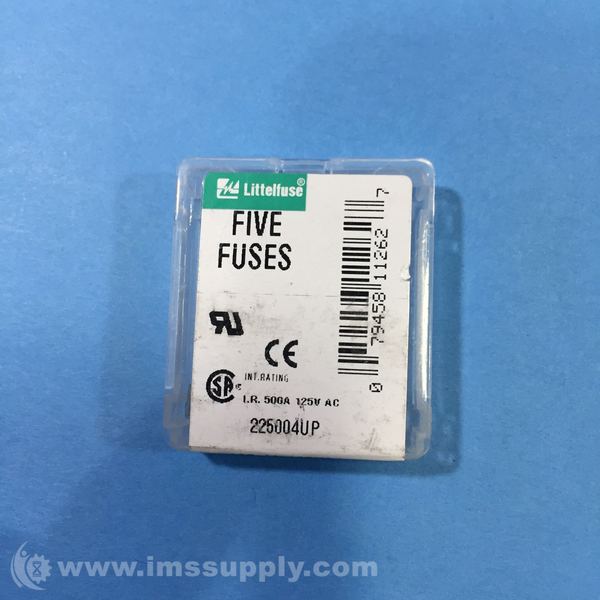 Littelfuse®
FIVE
FUSES
CE
INT.RATING
I.R. 500A 125V AC
225004UP
0 79458 11262 7
www.imssupply.com